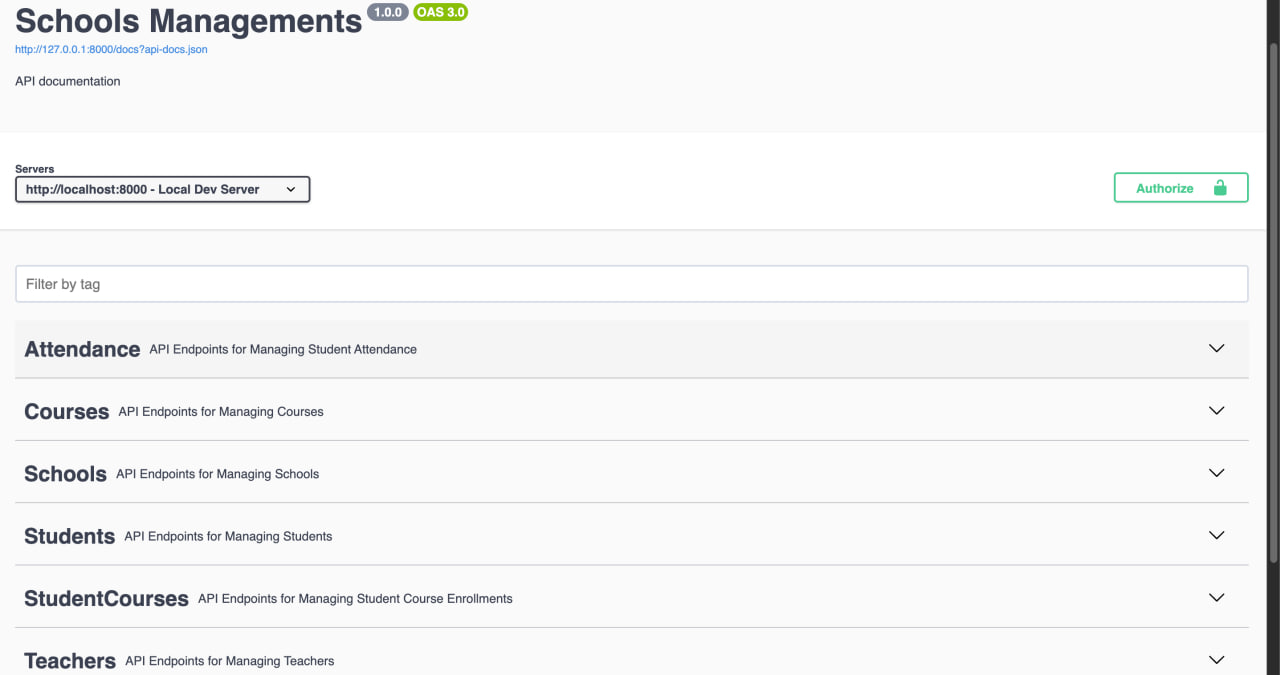 Schools Managements 1.0.0 OAS 3.0
http://127.0.0.1:8000/docs?api-docs.json
API documentation
Servers
http://localhost:8000 - Local Dev Server
Authorize
Filter by tag
Attendance API Endpoints for Managing Student Attendance
Courses API Endpoints for Managing Courses
Schools API Endpoints for Managing Schools
Students API Endpoints for Managing Students
StudentCourses API Endpoints for Managing Student Course Enrollments
Teachers API Endpoints for Managing Teachers